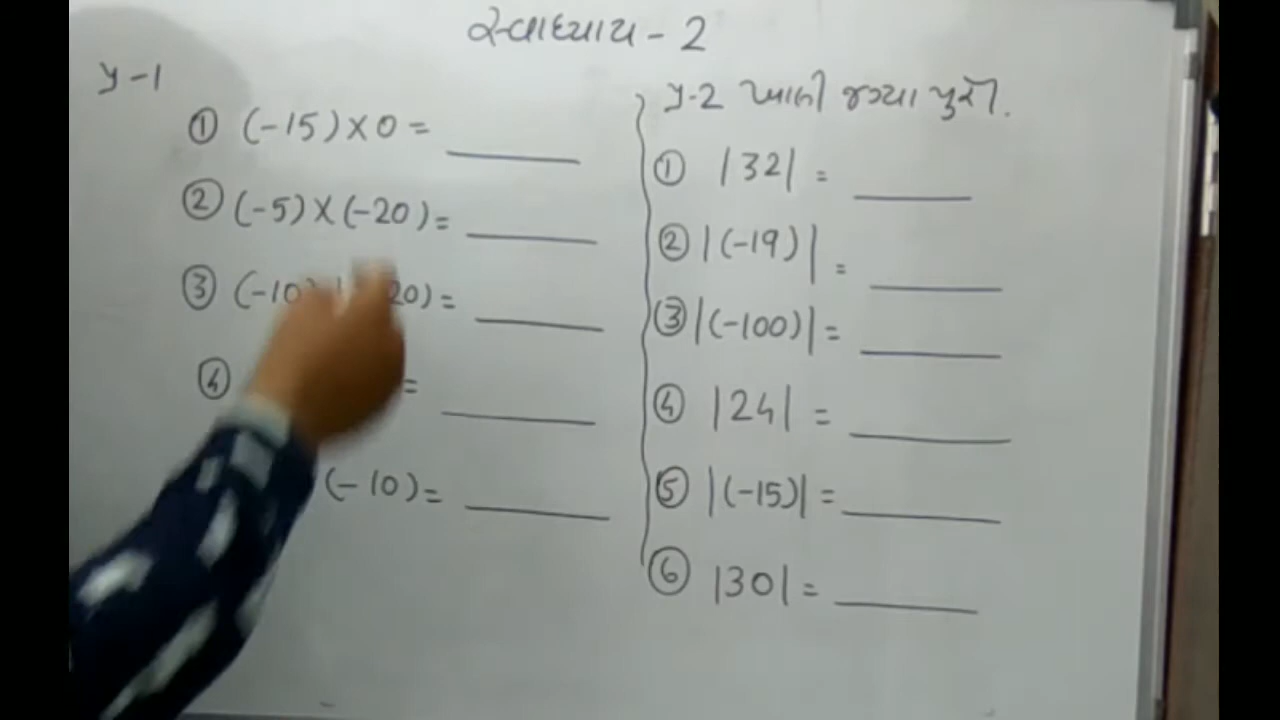 સ્વાધ્યાય - 2
પ્ર-1
① (-15) × 0 =
② (-5) × (-20) =
③ (-10) 20) =
④ =
(-10) =
પ્ર-2 ખાલી જગ્યા પુરો.
① |32| =
② |(-19)| =
③ |(-100)| =
④ |24| =
⑤ |(-15)| =
⑥ |30| =